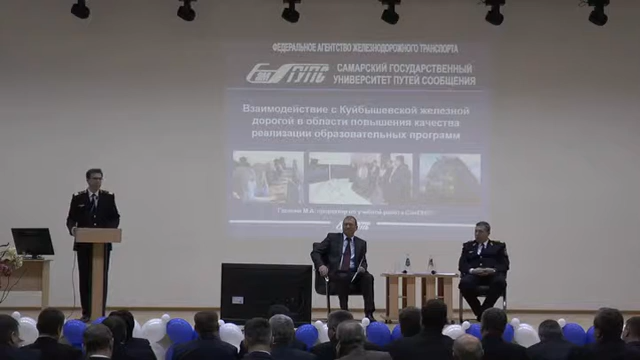 ФЕДЕРАЛЬНОЕ АГЕНТСТВО ЖЕЛЕЗНОДОРОЖНОГО ТРАНСПОРТА
САМАРСКИЙ ГОСУДАРСТВЕННЫЙ
УНИВЕРСИТЕТ ПУТЕЙ СООБЩЕНИЯ
Взаимодействие с Куйбышевской железной
дорогой в области повышения качества
реализации образовательных программ